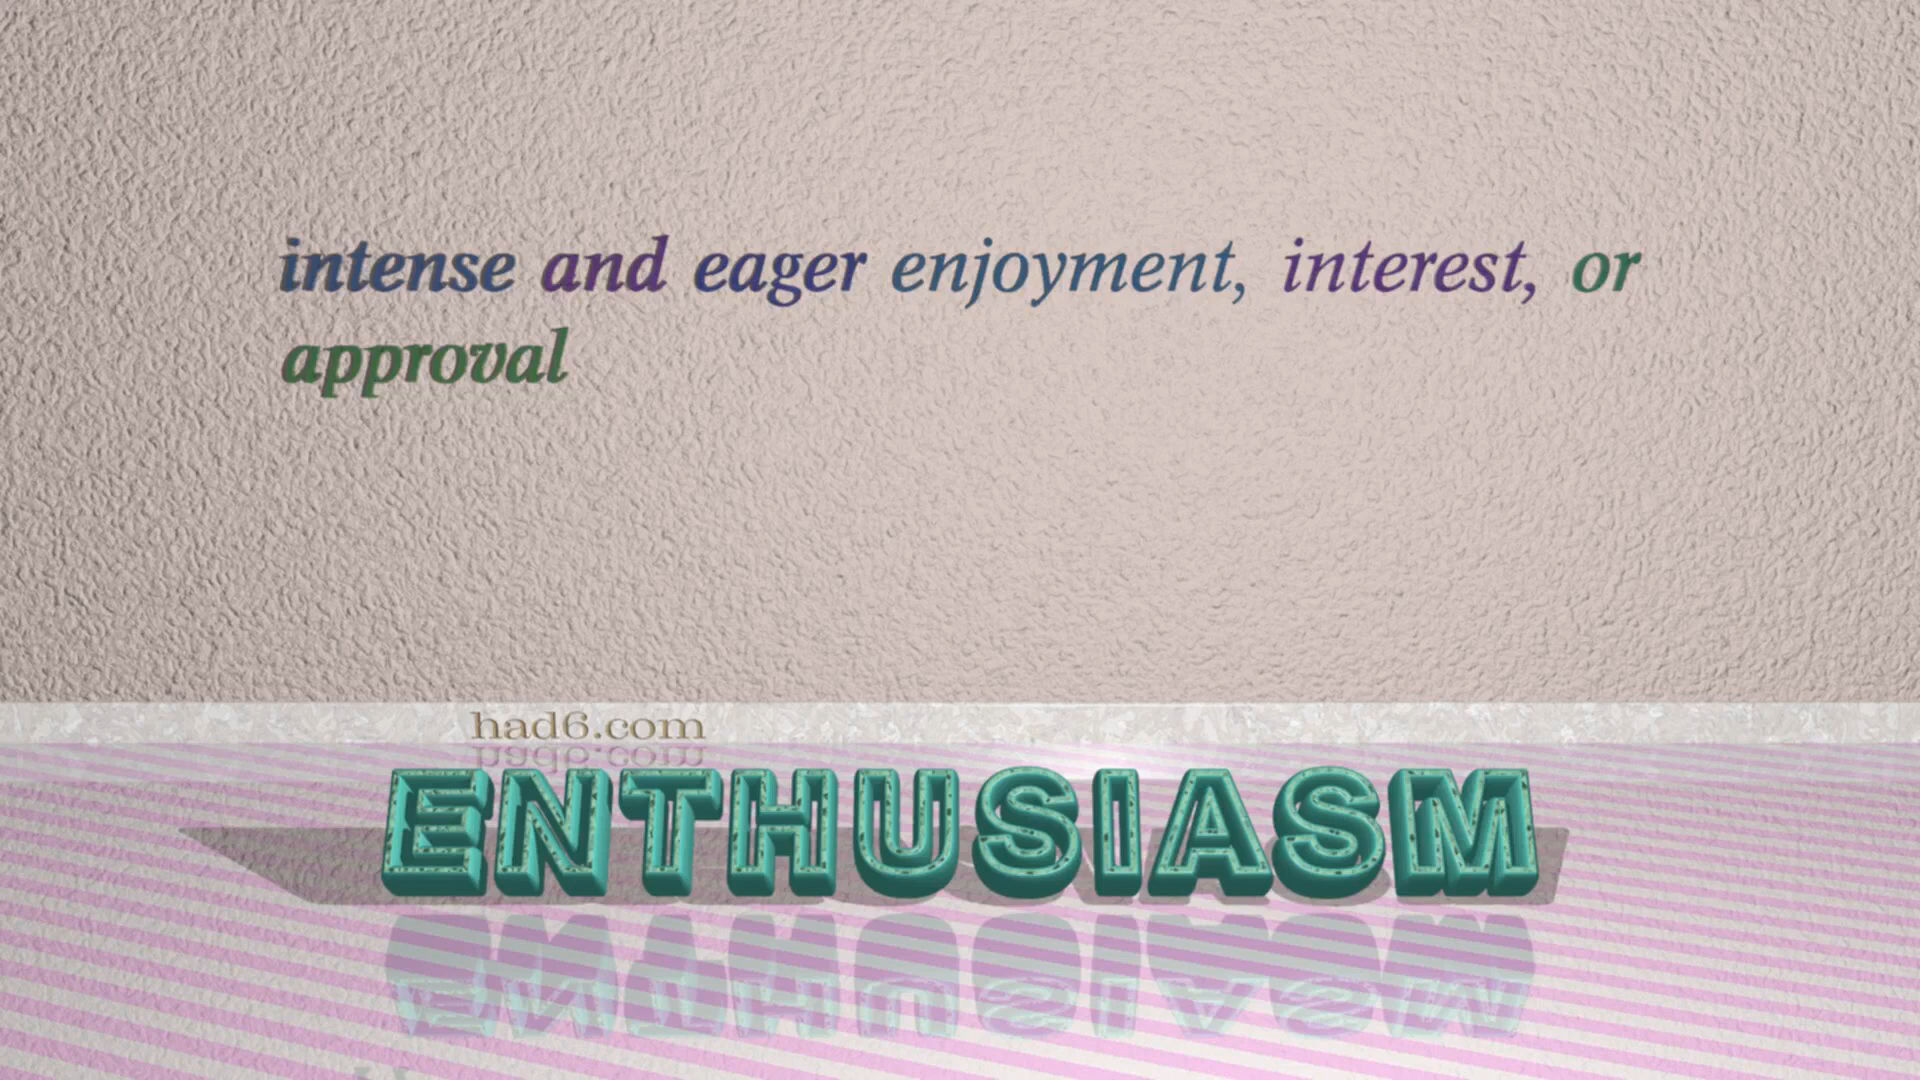 intense and eager enjoyment, interest, or
approval
had6.com
ENTHUSIASM